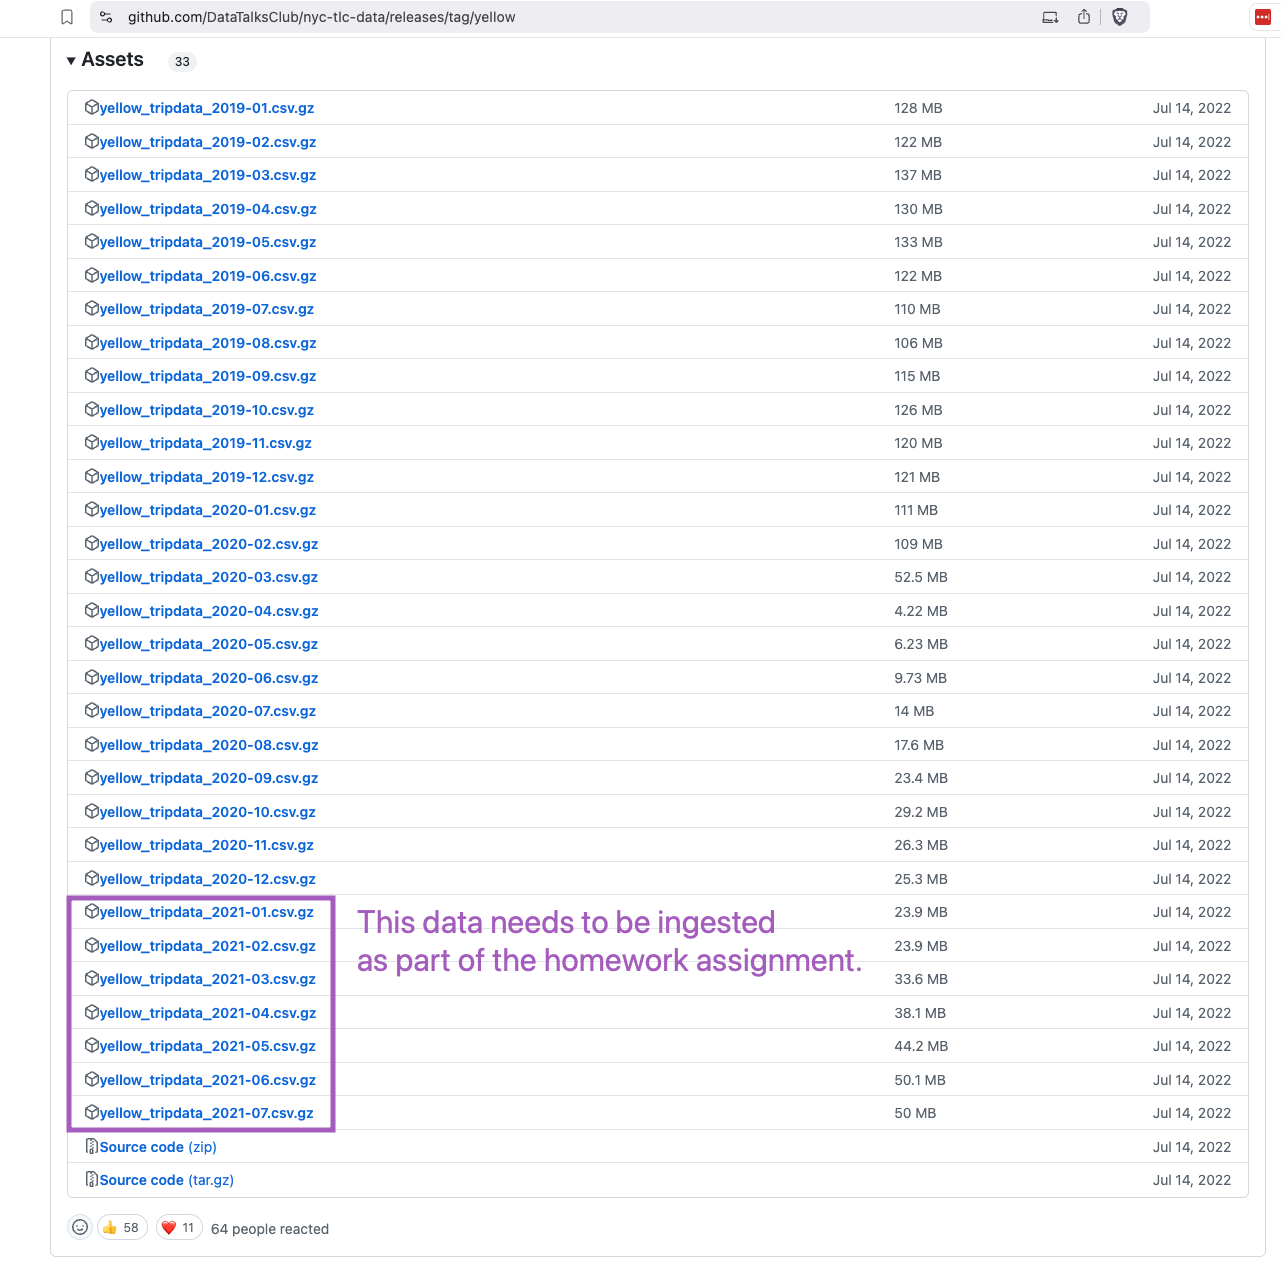 github.com/DataTalksClub/nyc-tlc-data/releases/tag/yellow
Assets 33
yellow_tripdata_2019-01.csv.gz 128 MB Jul 14, 2022
yellow_tripdata_2019-02.csv.gz 122 MB Jul 14, 2022
yellow_tripdata_2019-03.csv.gz 137 MB Jul 14, 2022
yellow_tripdata_2019-04.csv.gz 130 MB Jul 14, 2022
yellow_tripdata_2019-05.csv.gz 133 MB Jul 14, 2022
yellow_tripdata_2019-06.csv.gz 122 MB Jul 14, 2022
yellow_tripdata_2019-07.csv.gz 110 MB Jul 14, 2022
yellow_tripdata_2019-08.csv.gz 106 MB Jul 14, 2022
yellow_tripdata_2019-09.csv.gz 115 MB Jul 14, 2022
yellow_tripdata_2019-10.csv.gz 126 MB Jul 14, 2022
yellow_tripdata_2019-11.csv.gz 120 MB Jul 14, 2022
yellow_tripdata_2019-12.csv.gz 121 MB Jul 14, 2022
yellow_tripdata_2020-01.csv.gz 111 MB Jul 14, 2022
yellow_tripdata_2020-02.csv.gz 109 MB Jul 14, 2022
yellow_tripdata_2020-03.csv.gz 52.5 MB Jul 14, 2022
yellow_tripdata_2020-04.csv.gz 4.22 MB Jul 14, 2022
yellow_tripdata_2020-05.csv.gz 6.23 MB Jul 14, 2022
yellow_tripdata_2020-06.csv.gz 9.73 MB Jul 14, 2022
yellow_tripdata_2020-07.csv.gz 14 MB Jul 14, 2022
yellow_tripdata_2020-08.csv.gz 17.6 MB Jul 14, 2022
yellow_tripdata_2020-09.csv.gz 23.4 MB Jul 14, 2022
yellow_tripdata_2020-10.csv.gz 29.2 MB Jul 14, 2022
yellow_tripdata_2020-11.csv.gz 26.3 MB Jul 14, 2022
yellow_tripdata_2020-12.csv.gz 25.3 MB Jul 14, 2022
yellow_tripdata_2021-01.csv.gz 23.9 MB Jul 14, 2022
This data needs to be ingested
yellow_tripdata_2021-02.csv.gz 23.9 MB Jul 14, 2022
as part of the homework assignment.
yellow_tripdata_2021-03.csv.gz 33.6 MB Jul 14, 2022
yellow_tripdata_2021-04.csv.gz 38.1 MB Jul 14, 2022
yellow_tripdata_2021-05.csv.gz 44.2 MB Jul 14, 2022
yellow_tripdata_2021-06.csv.gz 50.1 MB Jul 14, 2022
yellow_tripdata_2021-07.csv.gz 50 MB Jul 14, 2022
Source code (zip) Jul 14, 2022
Source code (tar.gz) Jul 14, 2022
58 11 64 people reacted